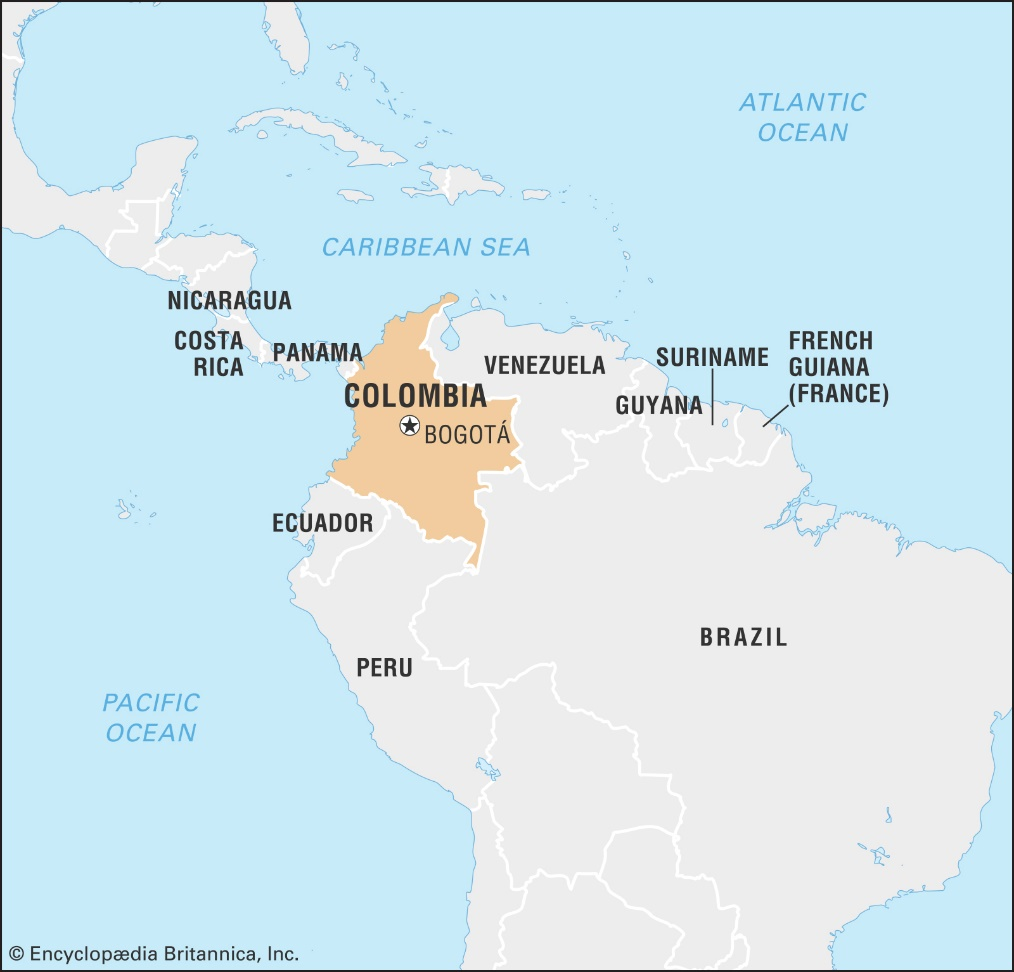 ATLANTIC
OCEAN
CARIBBEAN SEA
NICARAGUA
COSTA
RICA
PANAMA
COLOMBIA
BOGOTÁ
VENEZUELA
SURINAME
FRENCH
GUIANA
(FRANCE)
GUYANA
ECUADOR
PERU
BRAZIL
PACIFIC
OCEAN
© Encyclopædia Britannica, Inc.